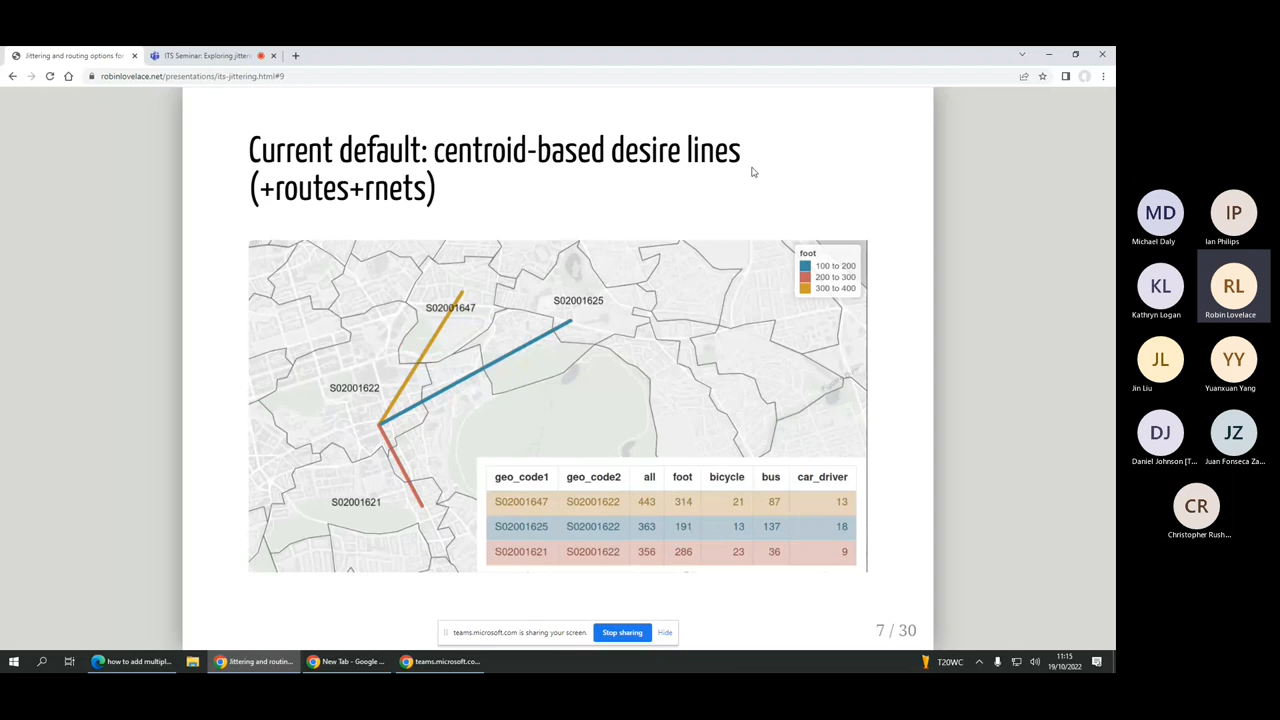 Jittering and routing options for
ITS Seminar: Exploring jitteri
robinlovelace.net/presentations/its-jittering.html#9
Current default: centroid-based desire lines
(+routes+rnets)
foot
100 to 200
200 to 300
300 to 400
S02001647
S02001625
S02001622
S02001621
geo_code1 geo_code2 all foot bicycle bus car_driver
S02001647 S02001622 443 314 21 87 13
S02001625 S02001622 363 191 13 137 18
S02001621 S02001622 356 286 23 36 9
teams.microsoft.com is sharing your screen.
Stop sharing
Hide
7 / 30
MD
Michael Daly
IP
Ian Philips
KL
Kathryn Logan
RL
Robin Lovelace
JL
Jin Liu
YY
Yuanxuan Yang
DJ
Daniel Johnson [T...
JZ
Juan Fonseca Za...
CR
Christopher Rush...
how to add multipl...
Jittering and routin...
New Tab - Google ...
teams.microsoft.co...
T20WC
11:15
19/10/2022